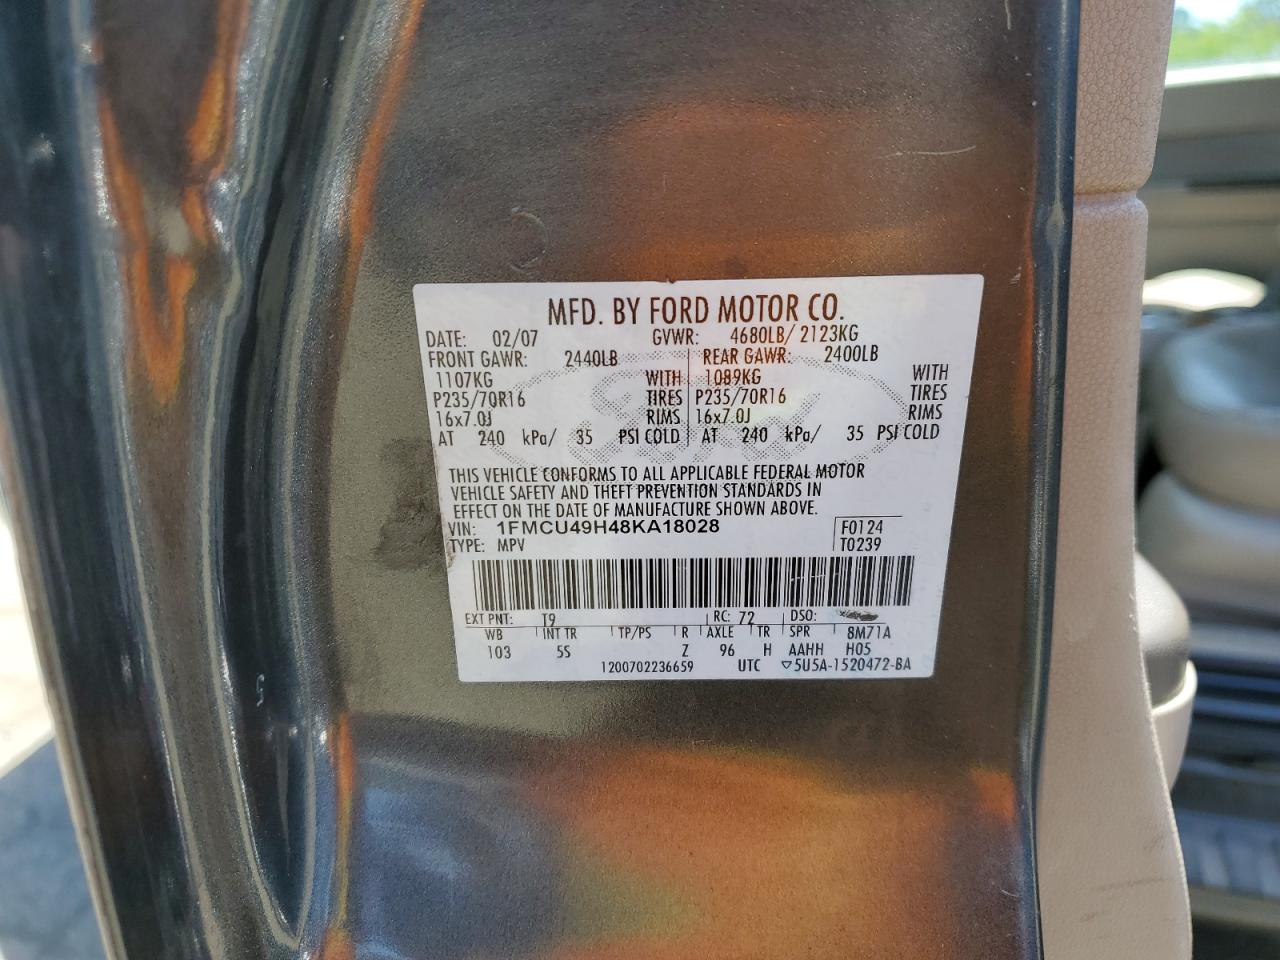 MFD. BY FORD MOTOR CO.
DATE: 02/07 GVWR: 4680LB/ 2123KG
FRONT GAWR: 2440LB REAR GAWR: 2400LB
1107KG WITH 1089KG WITH
P235/70R16 TIRES P235/70R16 TIRES
16x7.0J RIMS 16x7.0J RIMS
AT 240 kPa/ 35 PSI COLD AT 240 kPa/ 35 PSI COLD
THIS VEHICLE CONFORMS TO ALL APPLICABLE FEDERAL MOTOR
VEHICLE SAFETY AND THEFT PREVENTION STANDARDS IN
EFFECT ON THE DATE OF MANUFACTURE SHOWN ABOVE.
VIN: 1FMCU49H48KA18028 F0124
TYPE: MPV T0239
EXT PNT: T9 RC: 72 DSO:
WB INT TR TP/PS R AXLE TR SPR 8M71A
103 5S Z 96 H AAHH H05
1200702236659 UTC ▽5U5A-1520472-BA